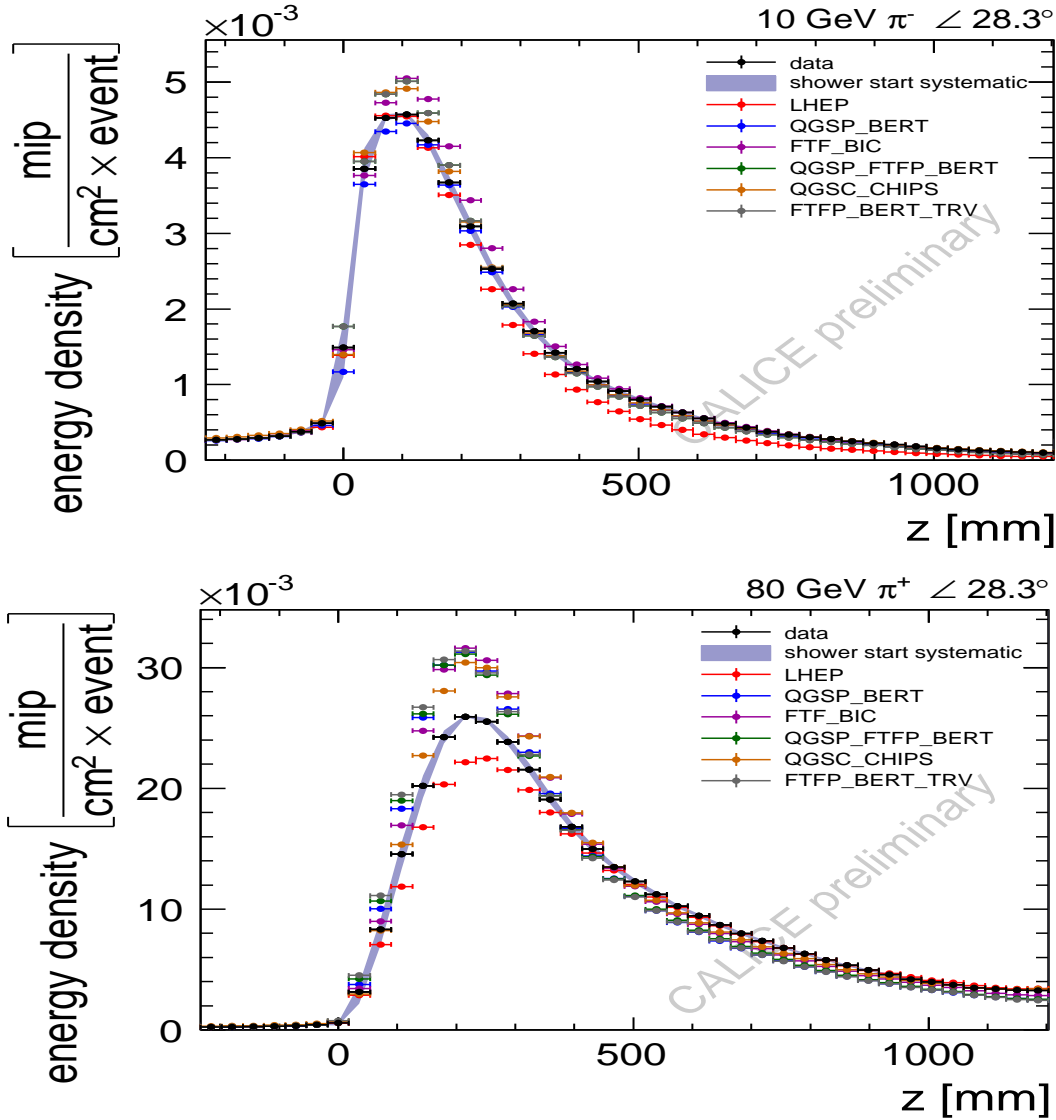 ×10⁻³
10 GeV π⁻ ∠ 28.3°
energy density [mip / cm² × event]
5
4
3
2
1
0
data
shower start systematic
LHEP
QGSP_BERT
FTF_BIC
QGSP_FTFP_BERT
QGSC_CHIPS
FTFP_BERT_TRV
CALICE preliminary
0 500 1000
z [mm]
×10⁻³
80 GeV π⁺ ∠ 28.3°
energy density [mip / cm² × event]
30
20
10
0
data
shower start systematic
LHEP
QGSP_BERT
FTF_BIC
QGSP_FTFP_BERT
QGSC_CHIPS
FTFP_BERT_TRV
CALICE preliminary
0 500 1000
z [mm]